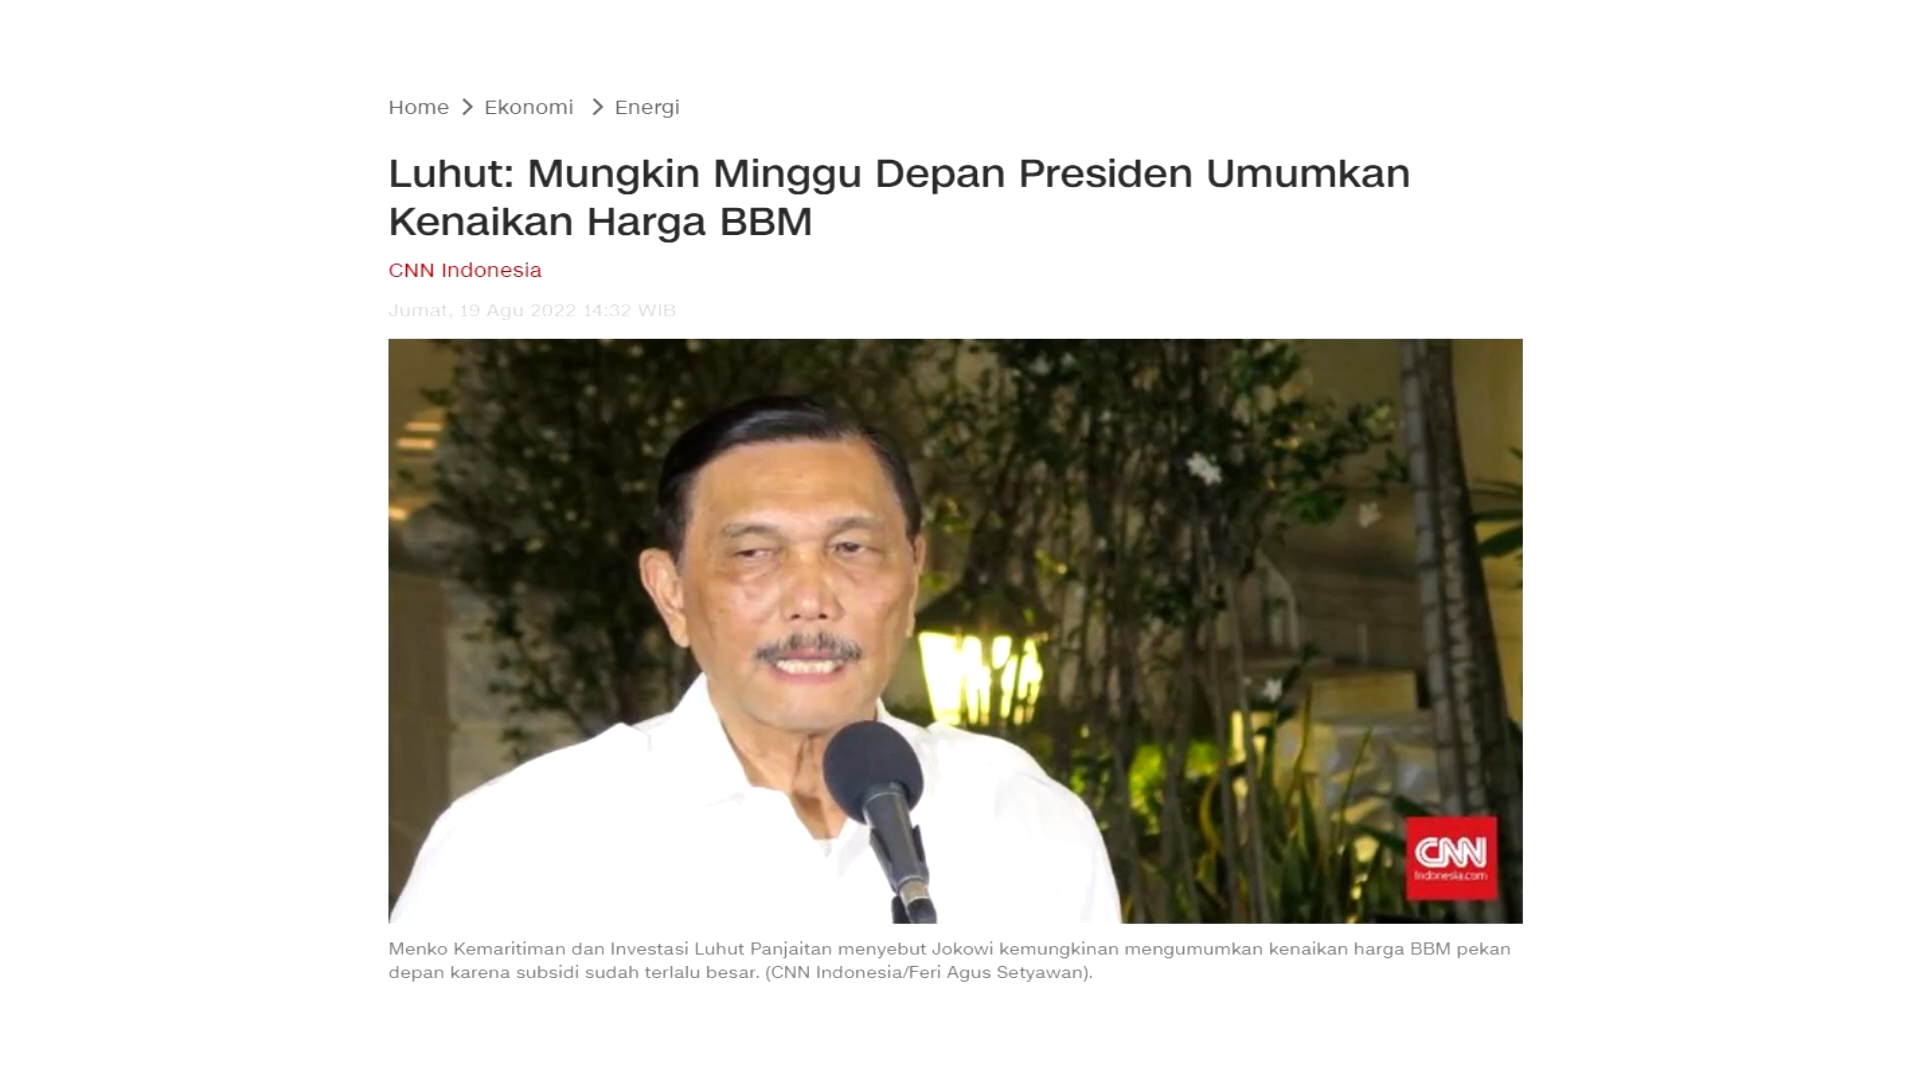 Home > Ekonomi > Energi
Luhut: Mungkin Minggu Depan Presiden Umumkan
Kenaikan Harga BBM
CNN Indonesia
Jumat, 19 Agu 2022 14:32 WIB
CNN
Indonesia.com
Menko Kemaritiman dan Investasi Luhut Panjaitan menyebut Jokowi kemungkinan mengumumkan kenaikan harga BBM pekan
depan karena subsidi sudah terlalu besar. (CNN Indonesia/Feri Agus Setyawan).